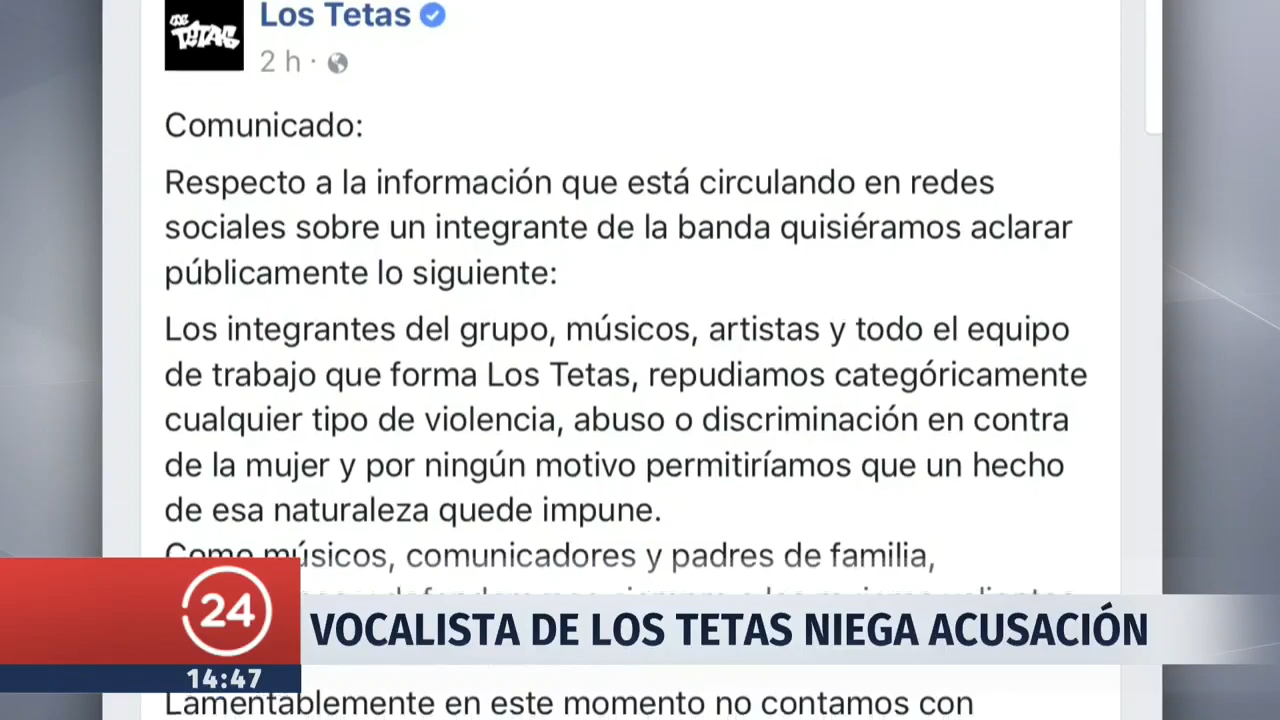 LOS TETAS
Los Tetas
2 h ·
Comunicado:
Respecto a la información que está circulando en redes
sociales sobre un integrante de la banda quisiéramos aclarar
públicamente lo siguiente:
Los integrantes del grupo, músicos, artistas y todo el equipo
de trabajo que forma Los Tetas, repudiamos categóricamente
cualquier tipo de violencia, abuso o discriminación en contra
de la mujer y por ningún motivo permitiríamos que un hecho
de esa naturaleza quede impune.
Como músicos, comunicadores y padres de familia,
24
VOCALISTA DE LOS TETAS NIEGA ACUSACIÓN
14:47
Lamentablemente en este momento no contamos con